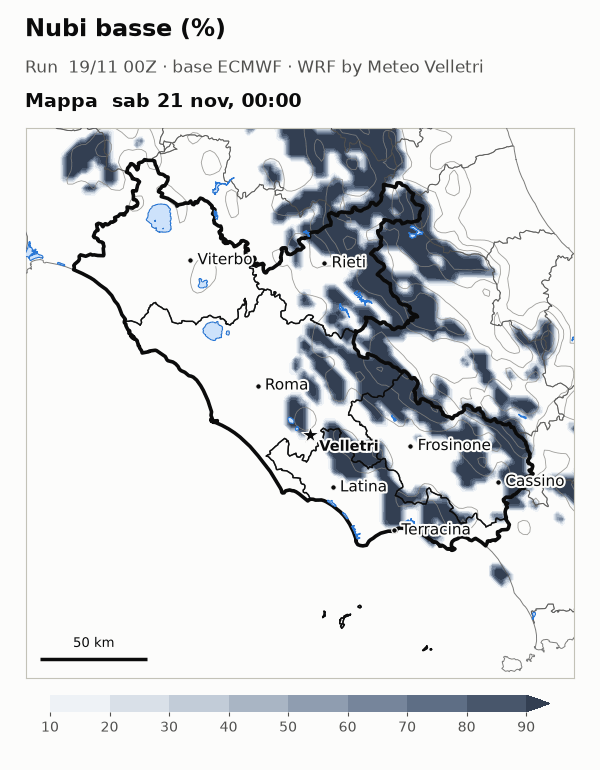 Nubi basse (%)
Run  19/11 00Z · base ECMWF · WRF by Meteo Velletri
Mappa  sab 21 nov, 00:00
Viterbo
Rieti
Roma
Velletri
Frosinone
Latina
Cassino
Terracina
50 km
10 20 30 40 50 60 70 80 90